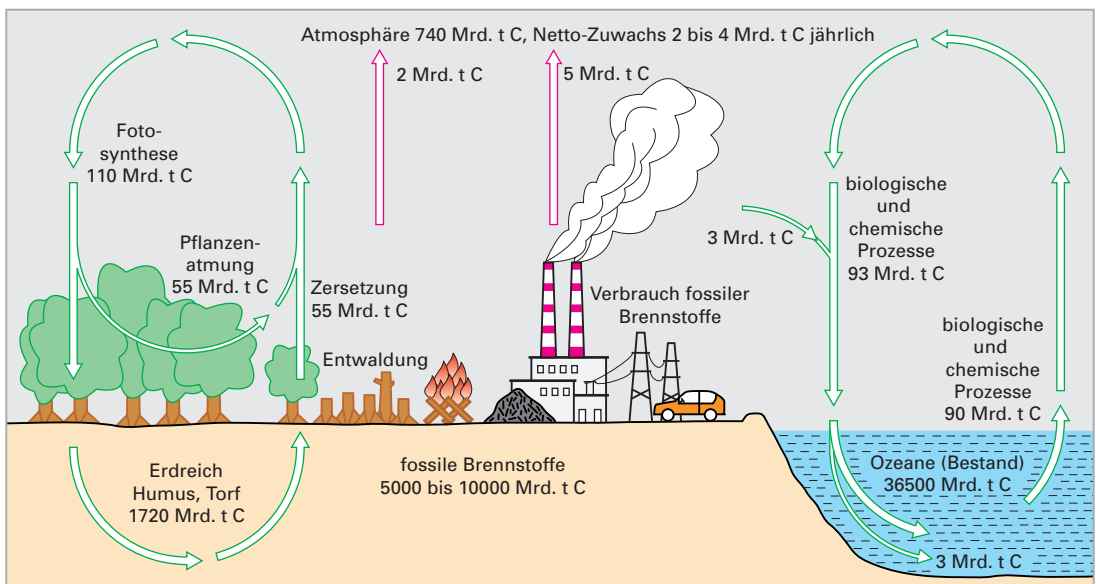 Atmosphäre 740 Mrd. t C, Netto-Zuwachs 2 bis 4 Mrd. t C jährlich
2 Mrd. t C
5 Mrd. t C
Foto-
synthese
110 Mrd. t C
Pflanzen-
atmung
55 Mrd. t C
Zersetzung
55 Mrd. t C
Entwaldung
Verbrauch fossiler
Brennstoffe
3 Mrd. t C
biologische
und
chemische
Prozesse
93 Mrd. t C
biologische
und
chemische
Prozesse
90 Mrd. t C
Erdreich
Humus, Torf
1720 Mrd. t C
fossile Brennstoffe
5000 bis 10000 Mrd. t C
Ozeane (Bestand)
36500 Mrd. t C
3 Mrd. t C